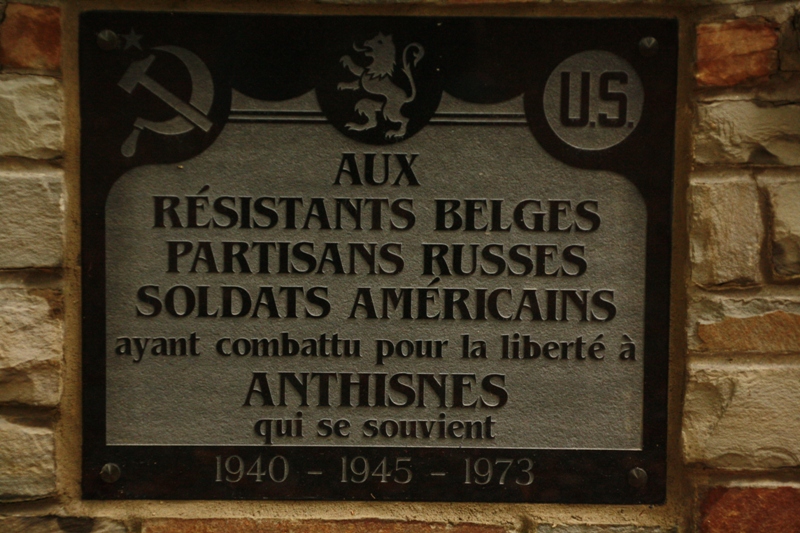 U.S.
AUX
RÉSISTANTS BELGES
PARTISANS RUSSES
SOLDATS AMÉRICAINS
ayant combattu pour la liberté à
ANTHISNES
qui se souvient
1940 - 1945 - 1973